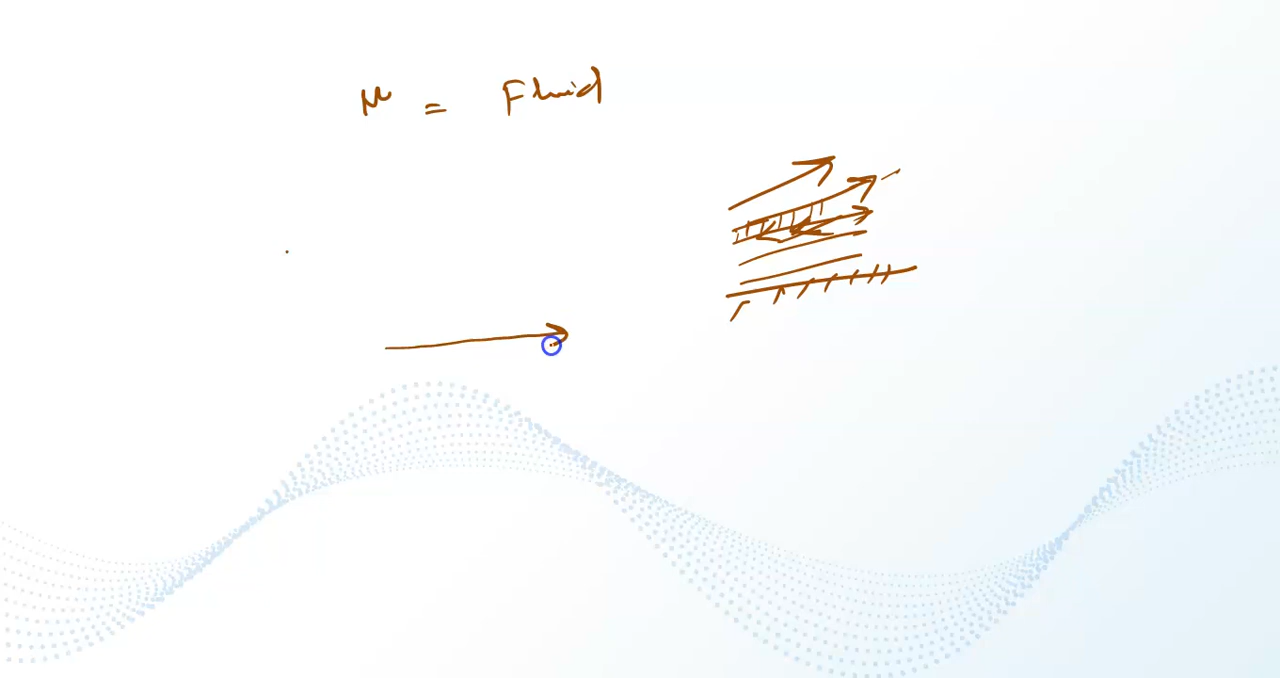 μ = Fluid